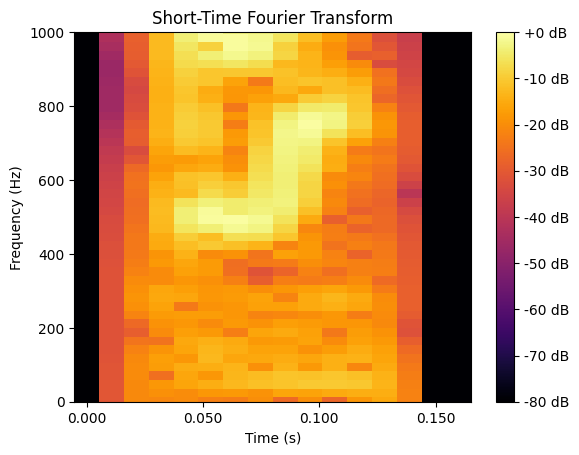 Short-Time Fourier Transform
Frequency (Hz)
1000
800
600
400
200
0
0.000 0.050 0.100 0.150
Time (s)
+0 dB
-10 dB
-20 dB
-30 dB
-40 dB
-50 dB
-60 dB
-70 dB
-80 dB